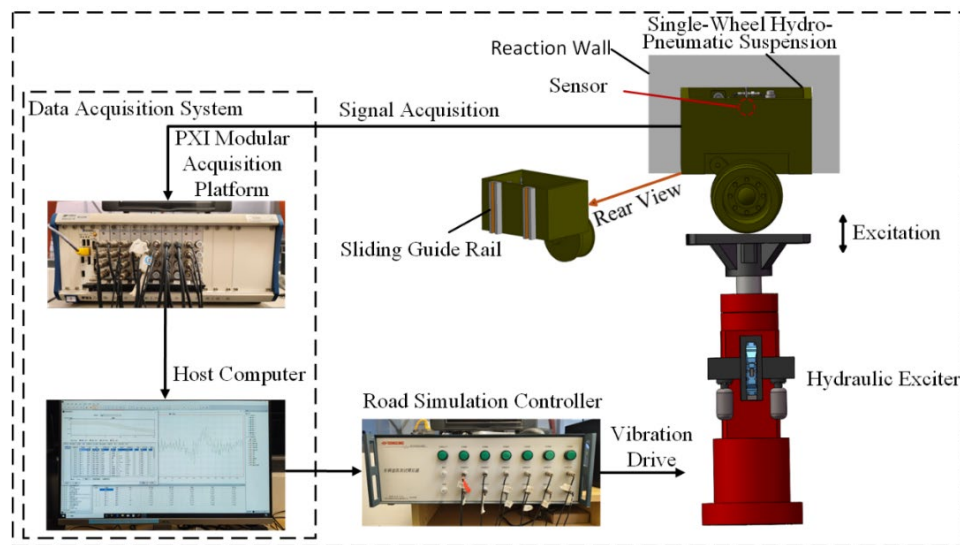 Single-Wheel Hydro-
Pneumatic Suspension
Reaction Wall
Sensor
Data Acquisition System
Signal Acquisition
PXI Modular
Acquisition
Platform
Rear View
Sliding Guide Rail
Excitation
Host Computer
Road Simulation Controller
Hydraulic Exciter
Vibration
Drive